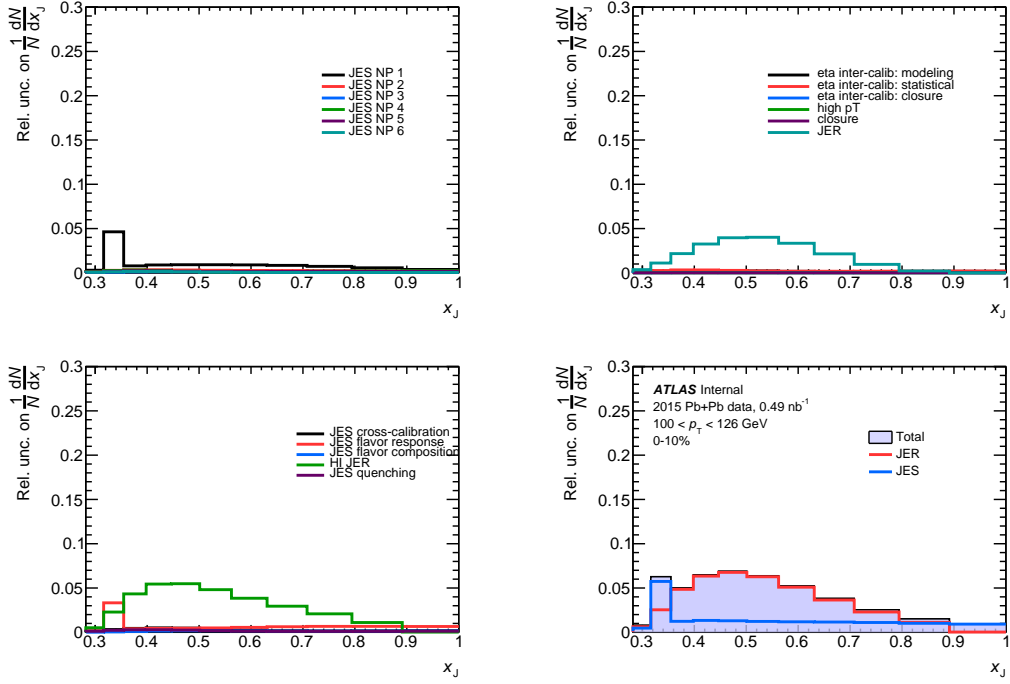 Rel. unc. on 1/N dN/dx_J
0.3
0.25
0.2
0.15
0.1
0.05
0
JES NP 1
JES NP 2
JES NP 3
JES NP 4
JES NP 5
JES NP 6
0.3 0.4 0.5 0.6 0.7 0.8 0.9 1
x_J
Rel. unc. on 1/N dN/dx_J
0.3
0.25
0.2
0.15
0.1
0.05
0
eta inter-calib: modeling
eta inter-calib: statistical
eta inter-calib: closure
high pT
closure
JER
0.3 0.4 0.5 0.6 0.7 0.8 0.9 1
x_J
Rel. unc. on 1/N dN/dx_J
0.3
0.25
0.2
0.15
0.1
0.05
0
JES cross-calibration
JES flavor response
JES flavor composition
HI JER
JES quenching
0.3 0.4 0.5 0.6 0.7 0.8 0.9 1
x_J
Rel. unc. on 1/N dN/dx_J
0.3
0.25
0.2
0.15
0.1
0.05
0
ATLAS Internal
2015 Pb+Pb data, 0.49 nb⁻¹
100 < p_T < 126 GeV
0-10%
Total
JER
JES
0.3 0.4 0.5 0.6 0.7 0.8 0.9 1
x_J